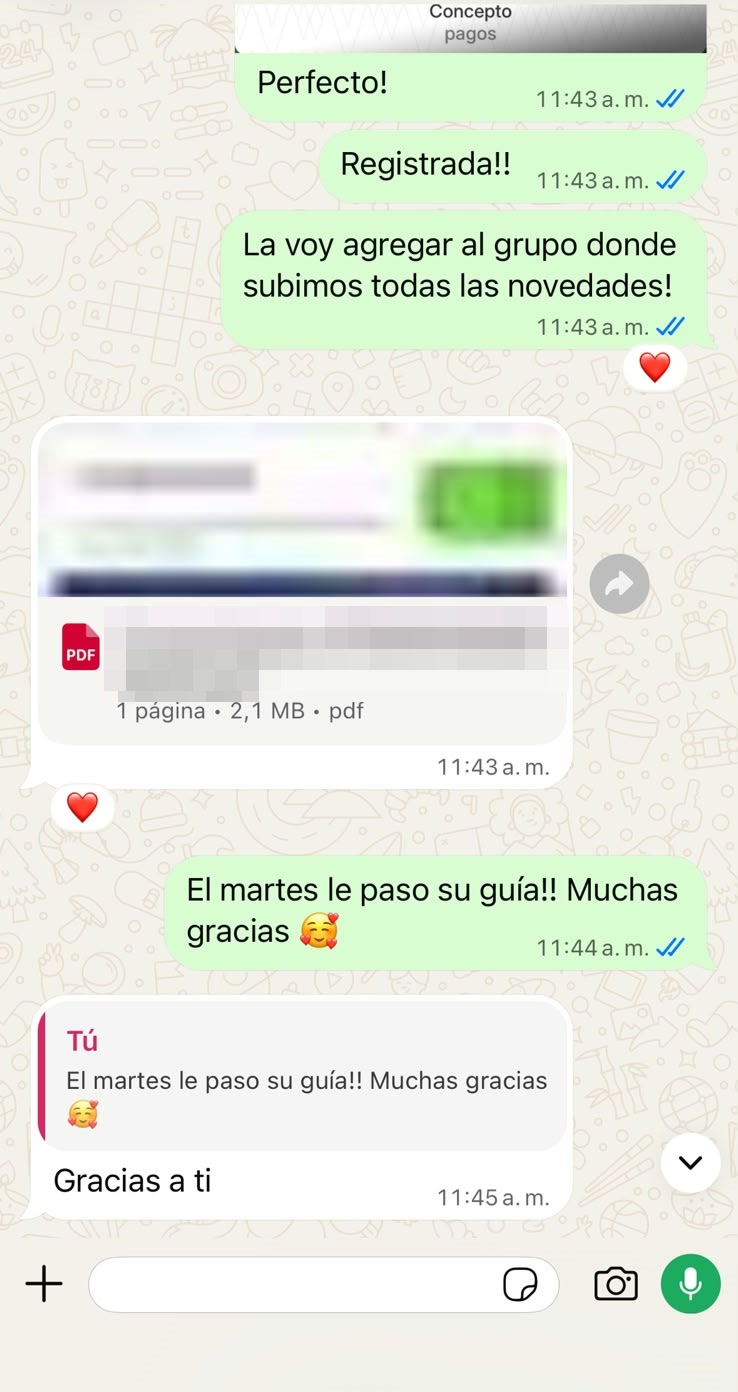 Concepto
pagos
Perfecto!
11:43 a. m.
Registrada!!
11:43 a. m.
La voy agregar al grupo donde
subimos todas las novedades!
11:43 a. m.
PDF
1 página • 2,1 MB • pdf
11:43 a. m.
El martes le paso su guía!! Muchas
gracias 🥰
11:44 a. m.
Tú
El martes le paso su guía!! Muchas gracias
🥰
Gracias a ti
11:45 a. m.